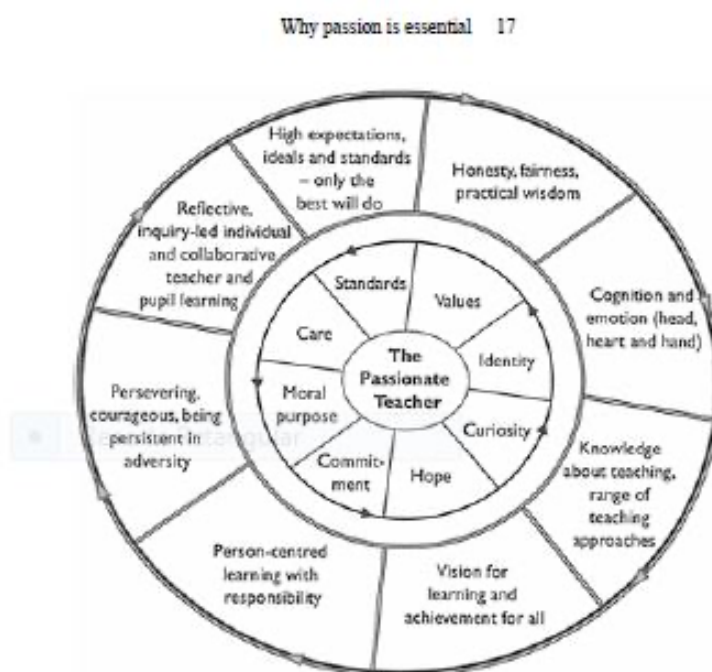 Why passion is essential 17
High expectations,
ideals and standards
– only the
best will do
Honesty, fairness,
practical wisdom
Cognition and
emotion (head,
heart and hand)
Knowledge
about teaching,
range of
teaching
approaches
Vision for
learning and
achievement for all
Person-centred
learning with
responsibility
Persevering,
courageous, being
persistent in
adversity
Reflective,
inquiry-led individual
and collaborative
teacher and
pupil learning
Standards
Values
Identity
Curiosity
Hope
Commit-
ment
Moral
purpose
Care
The
Passionate
Teacher